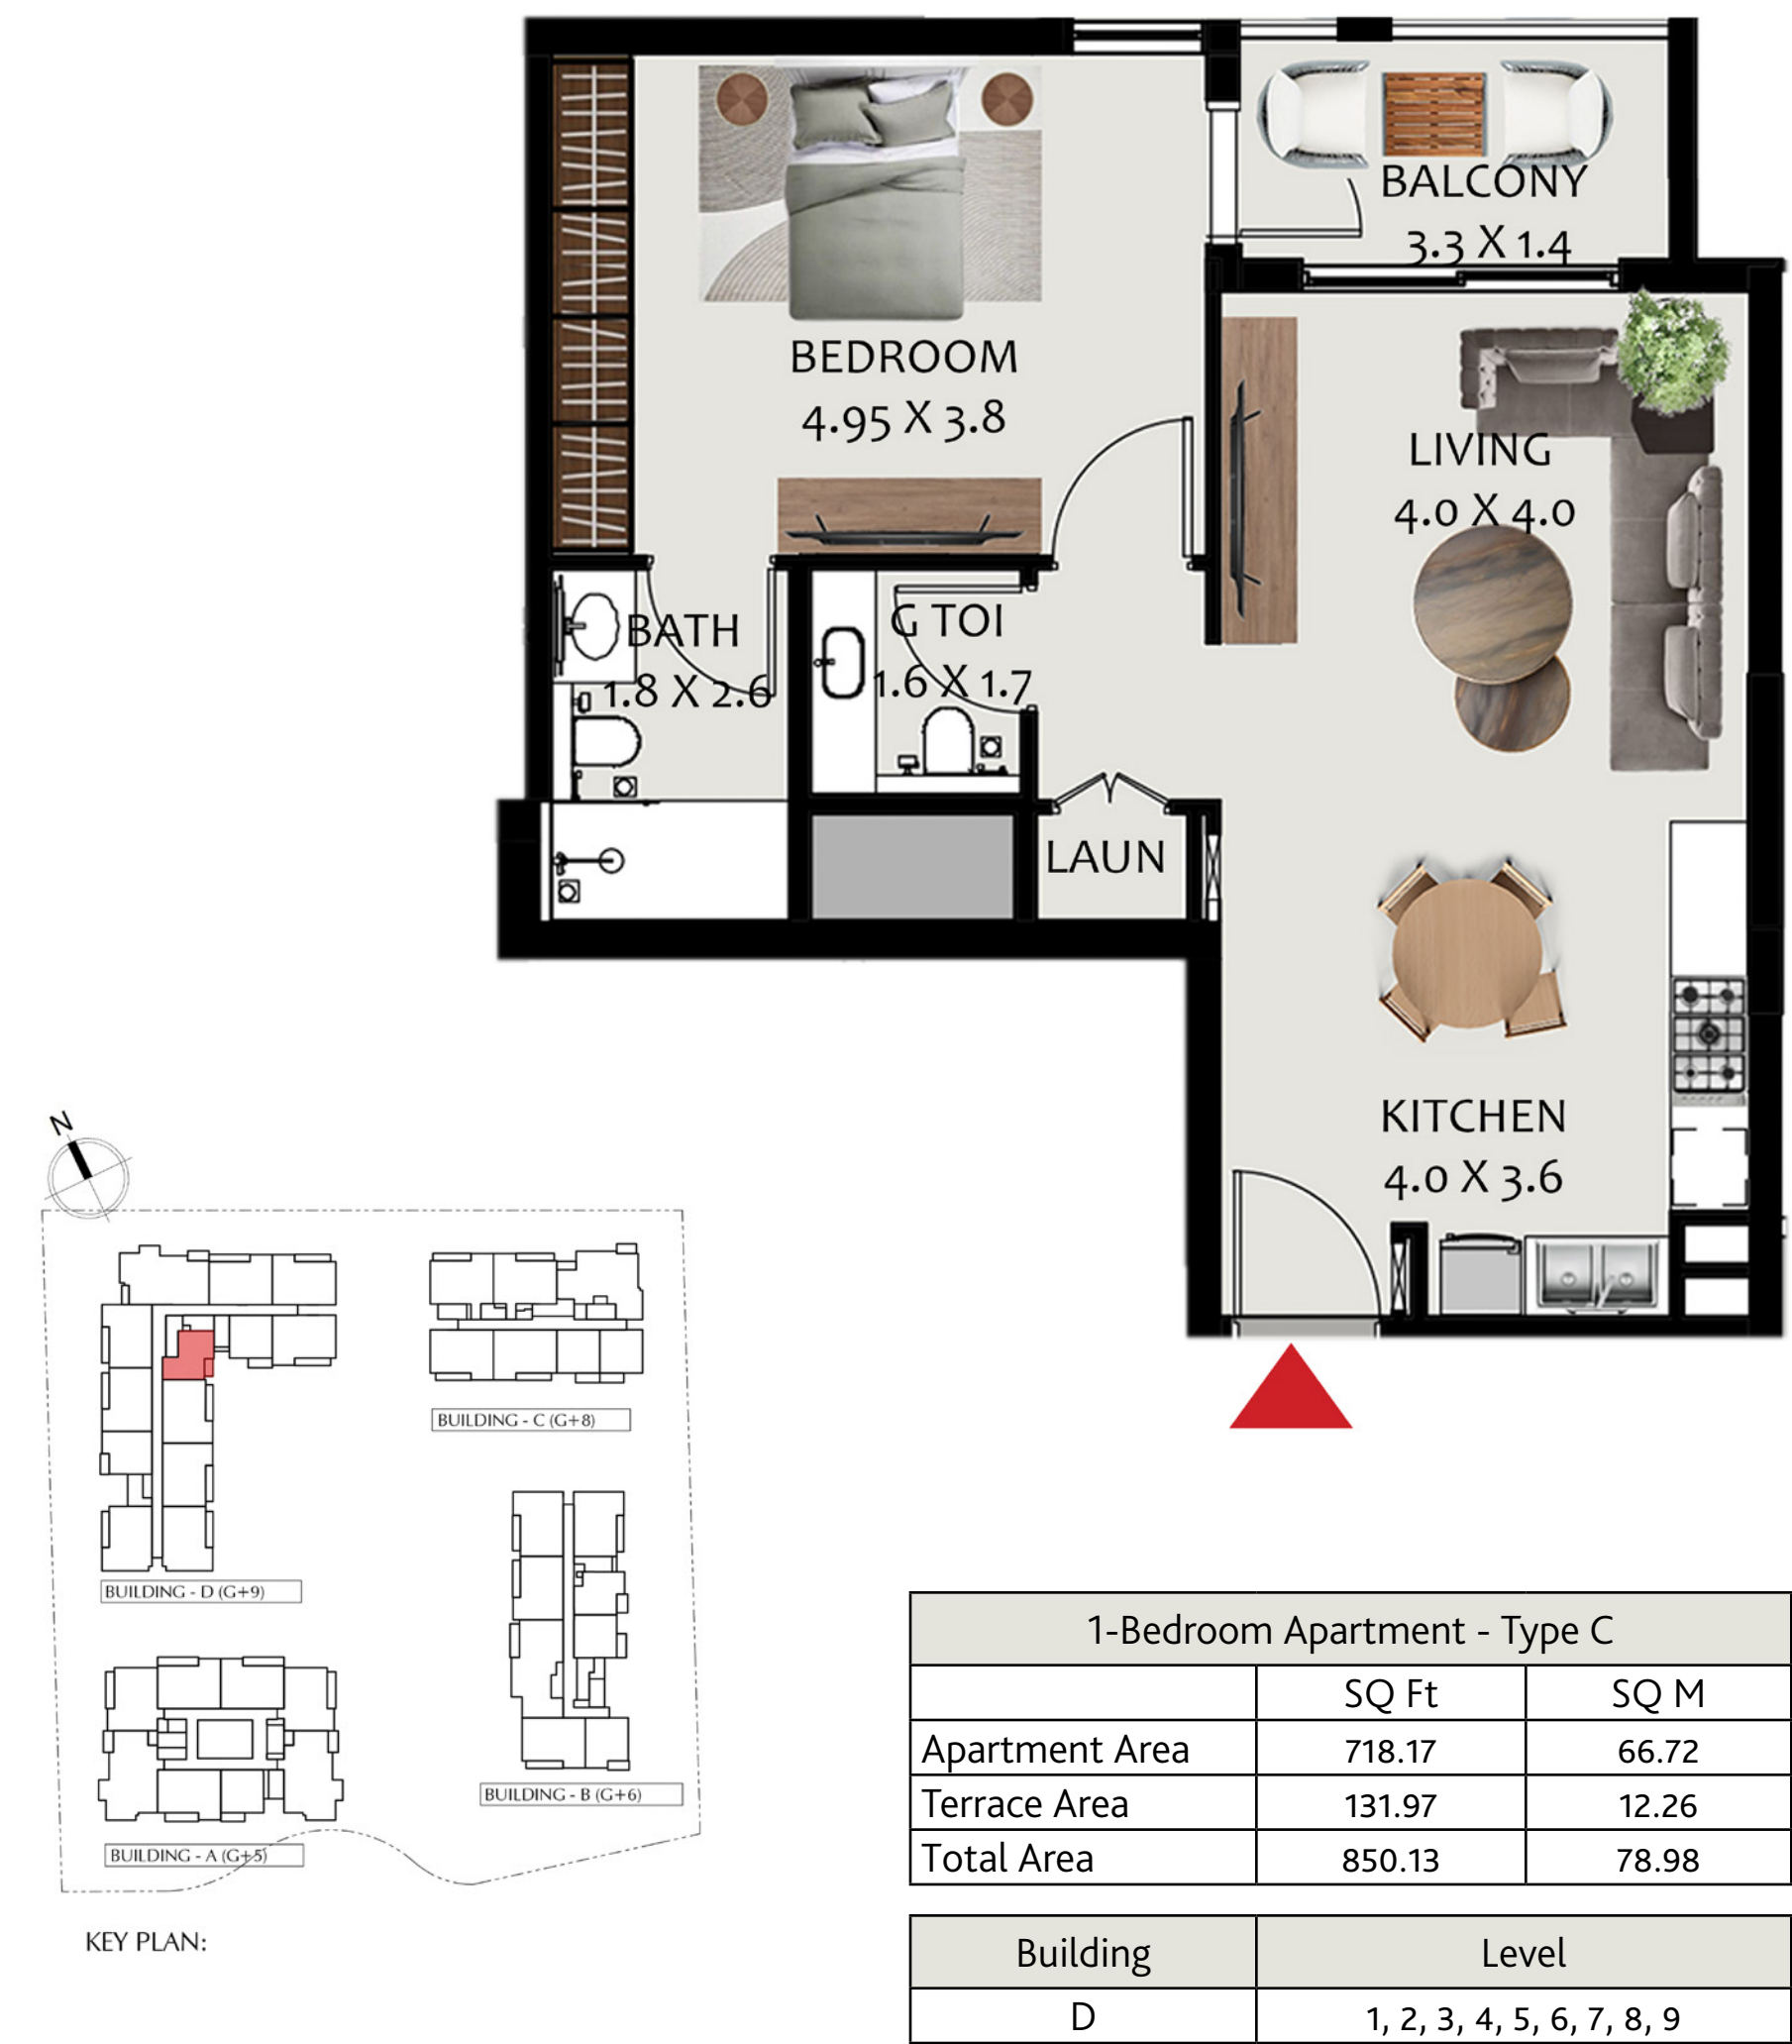 BALCONY
3.3 X 1.4
BEDROOM
4.95 X 3.8
LIVING
4.0 X 4.0
BATH
1.8 X 2.6
G TOI
1.6 X 1.7
LAUN
KITCHEN
4.0 X 3.6
N
BUILDING - C (G+8)
BUILDING - D (G+9)
BUILDING - B (G+6)
BUILDING - A (G+5)
KEY PLAN:
1-Bedroom Apartment - Type C
SQ Ft SQ M
Apartment Area 718.17 66.72
Terrace Area 131.97 12.26
Total Area 850.13 78.98
Building Level
D 1, 2, 3, 4, 5, 6, 7, 8, 9